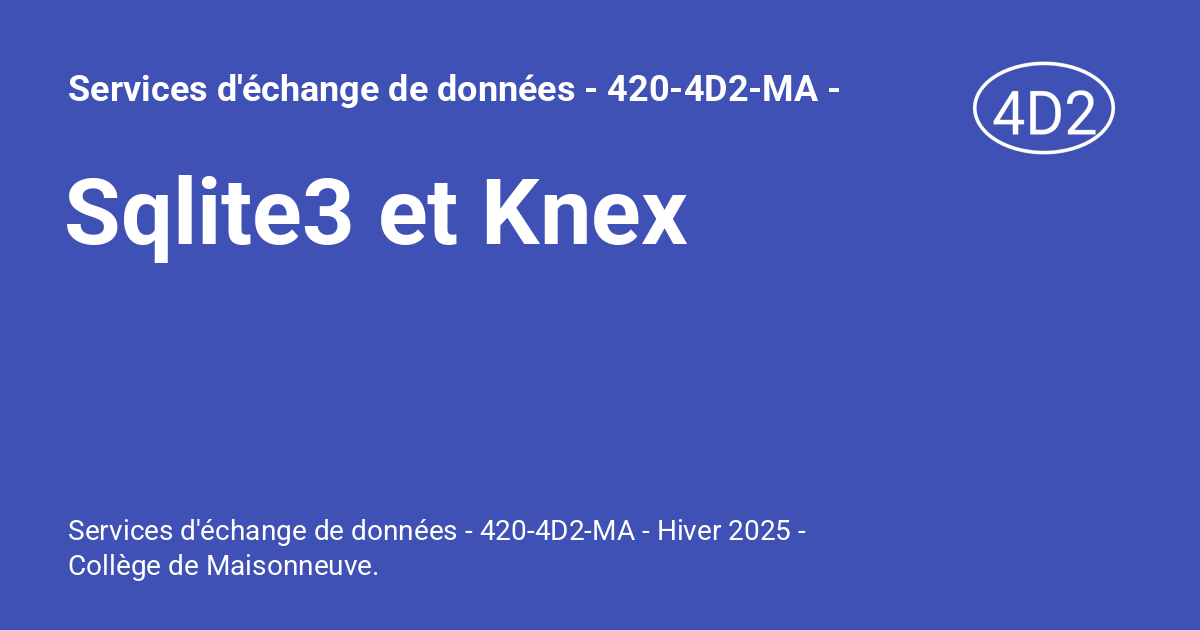 Services d'échange de données - 420-4D2-MA -
4D2
Sqlite3 et Knex
Services d'échange de données - 420-4D2-MA - Hiver 2025 -
Collège de Maisonneuve.